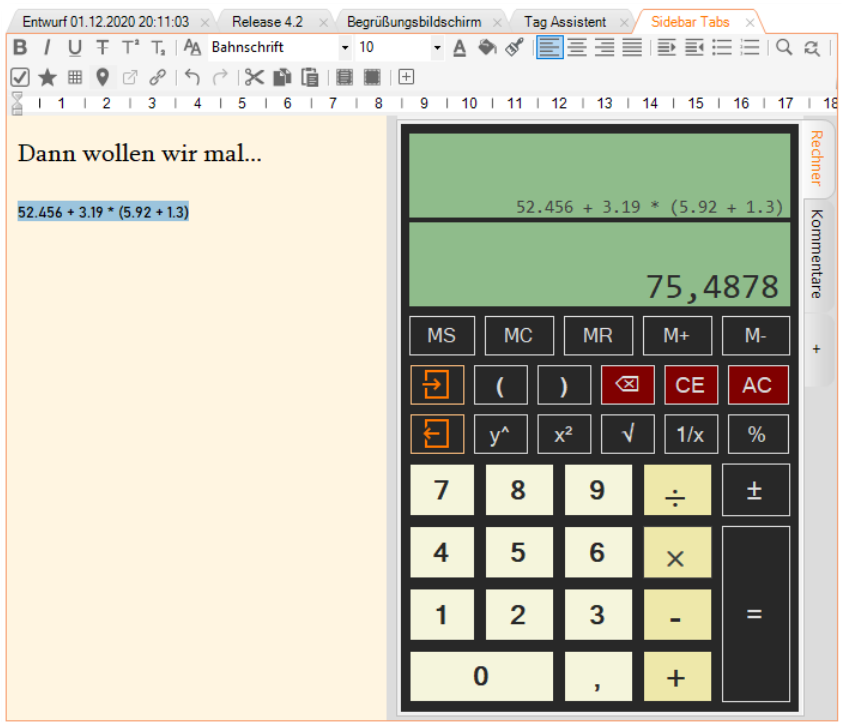 Entwurf 01.12.2020 20:11:03 Release 4.2 Begrüßungsbildschirm Tag Assistent Sidebar Tabs
B I U T T² T₂ AA Bahnschrift 10 A
1 2 3 4 5 6 7 8 9 10 11 12 13 14 15 16 17 18
Dann wollen wir mal...
52.456 + 3.19 * (5.92 + 1.3)
52.456 + 3.19 * (5.92 + 1.3)
75,4878
MS MC MR M+ M-
( ) CE AC
y^ x² √ 1/x %
7 8 9 ÷ ±
4 5 6 ×
1 2 3 - =
0 , +
Rechner
Kommentare
+